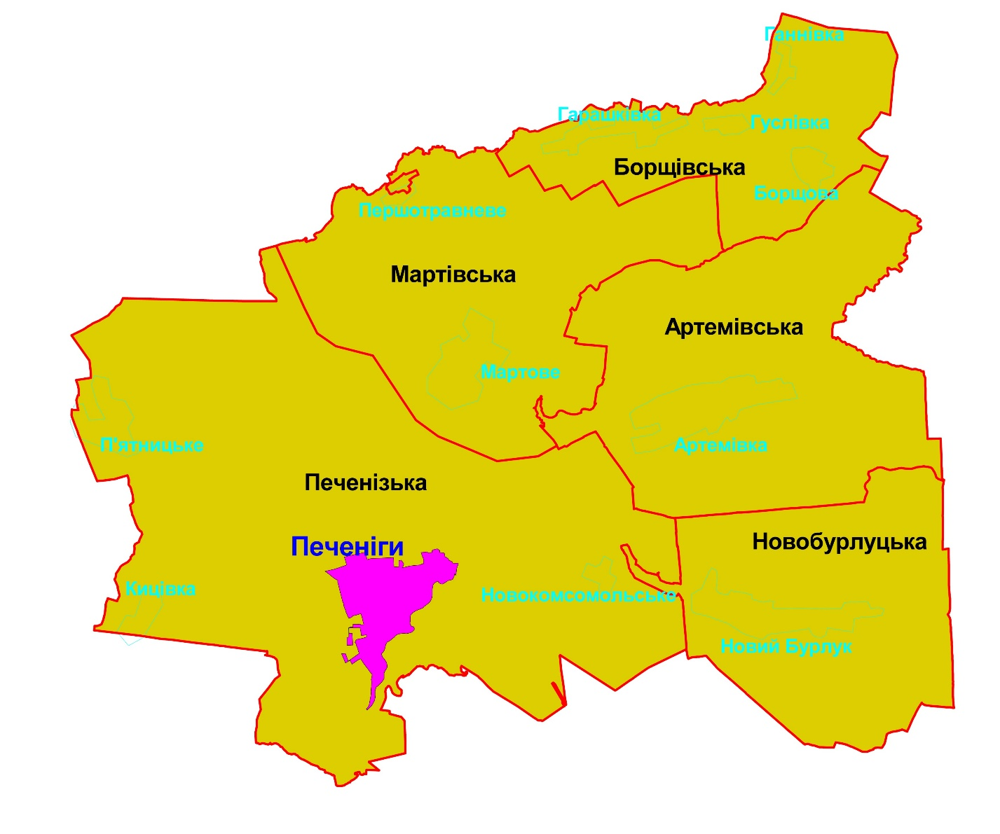 Ганнівка
Гарашківка
Гуслівка
Борщівська
Борщова
Першотравневе
Мартівська
Артемівська
Мартове
П'ятницьке
Артемівка
Печенізька
Печеніги
Новобурлуцька
Кицівка
Новокомсомольське
Новий Бурлук